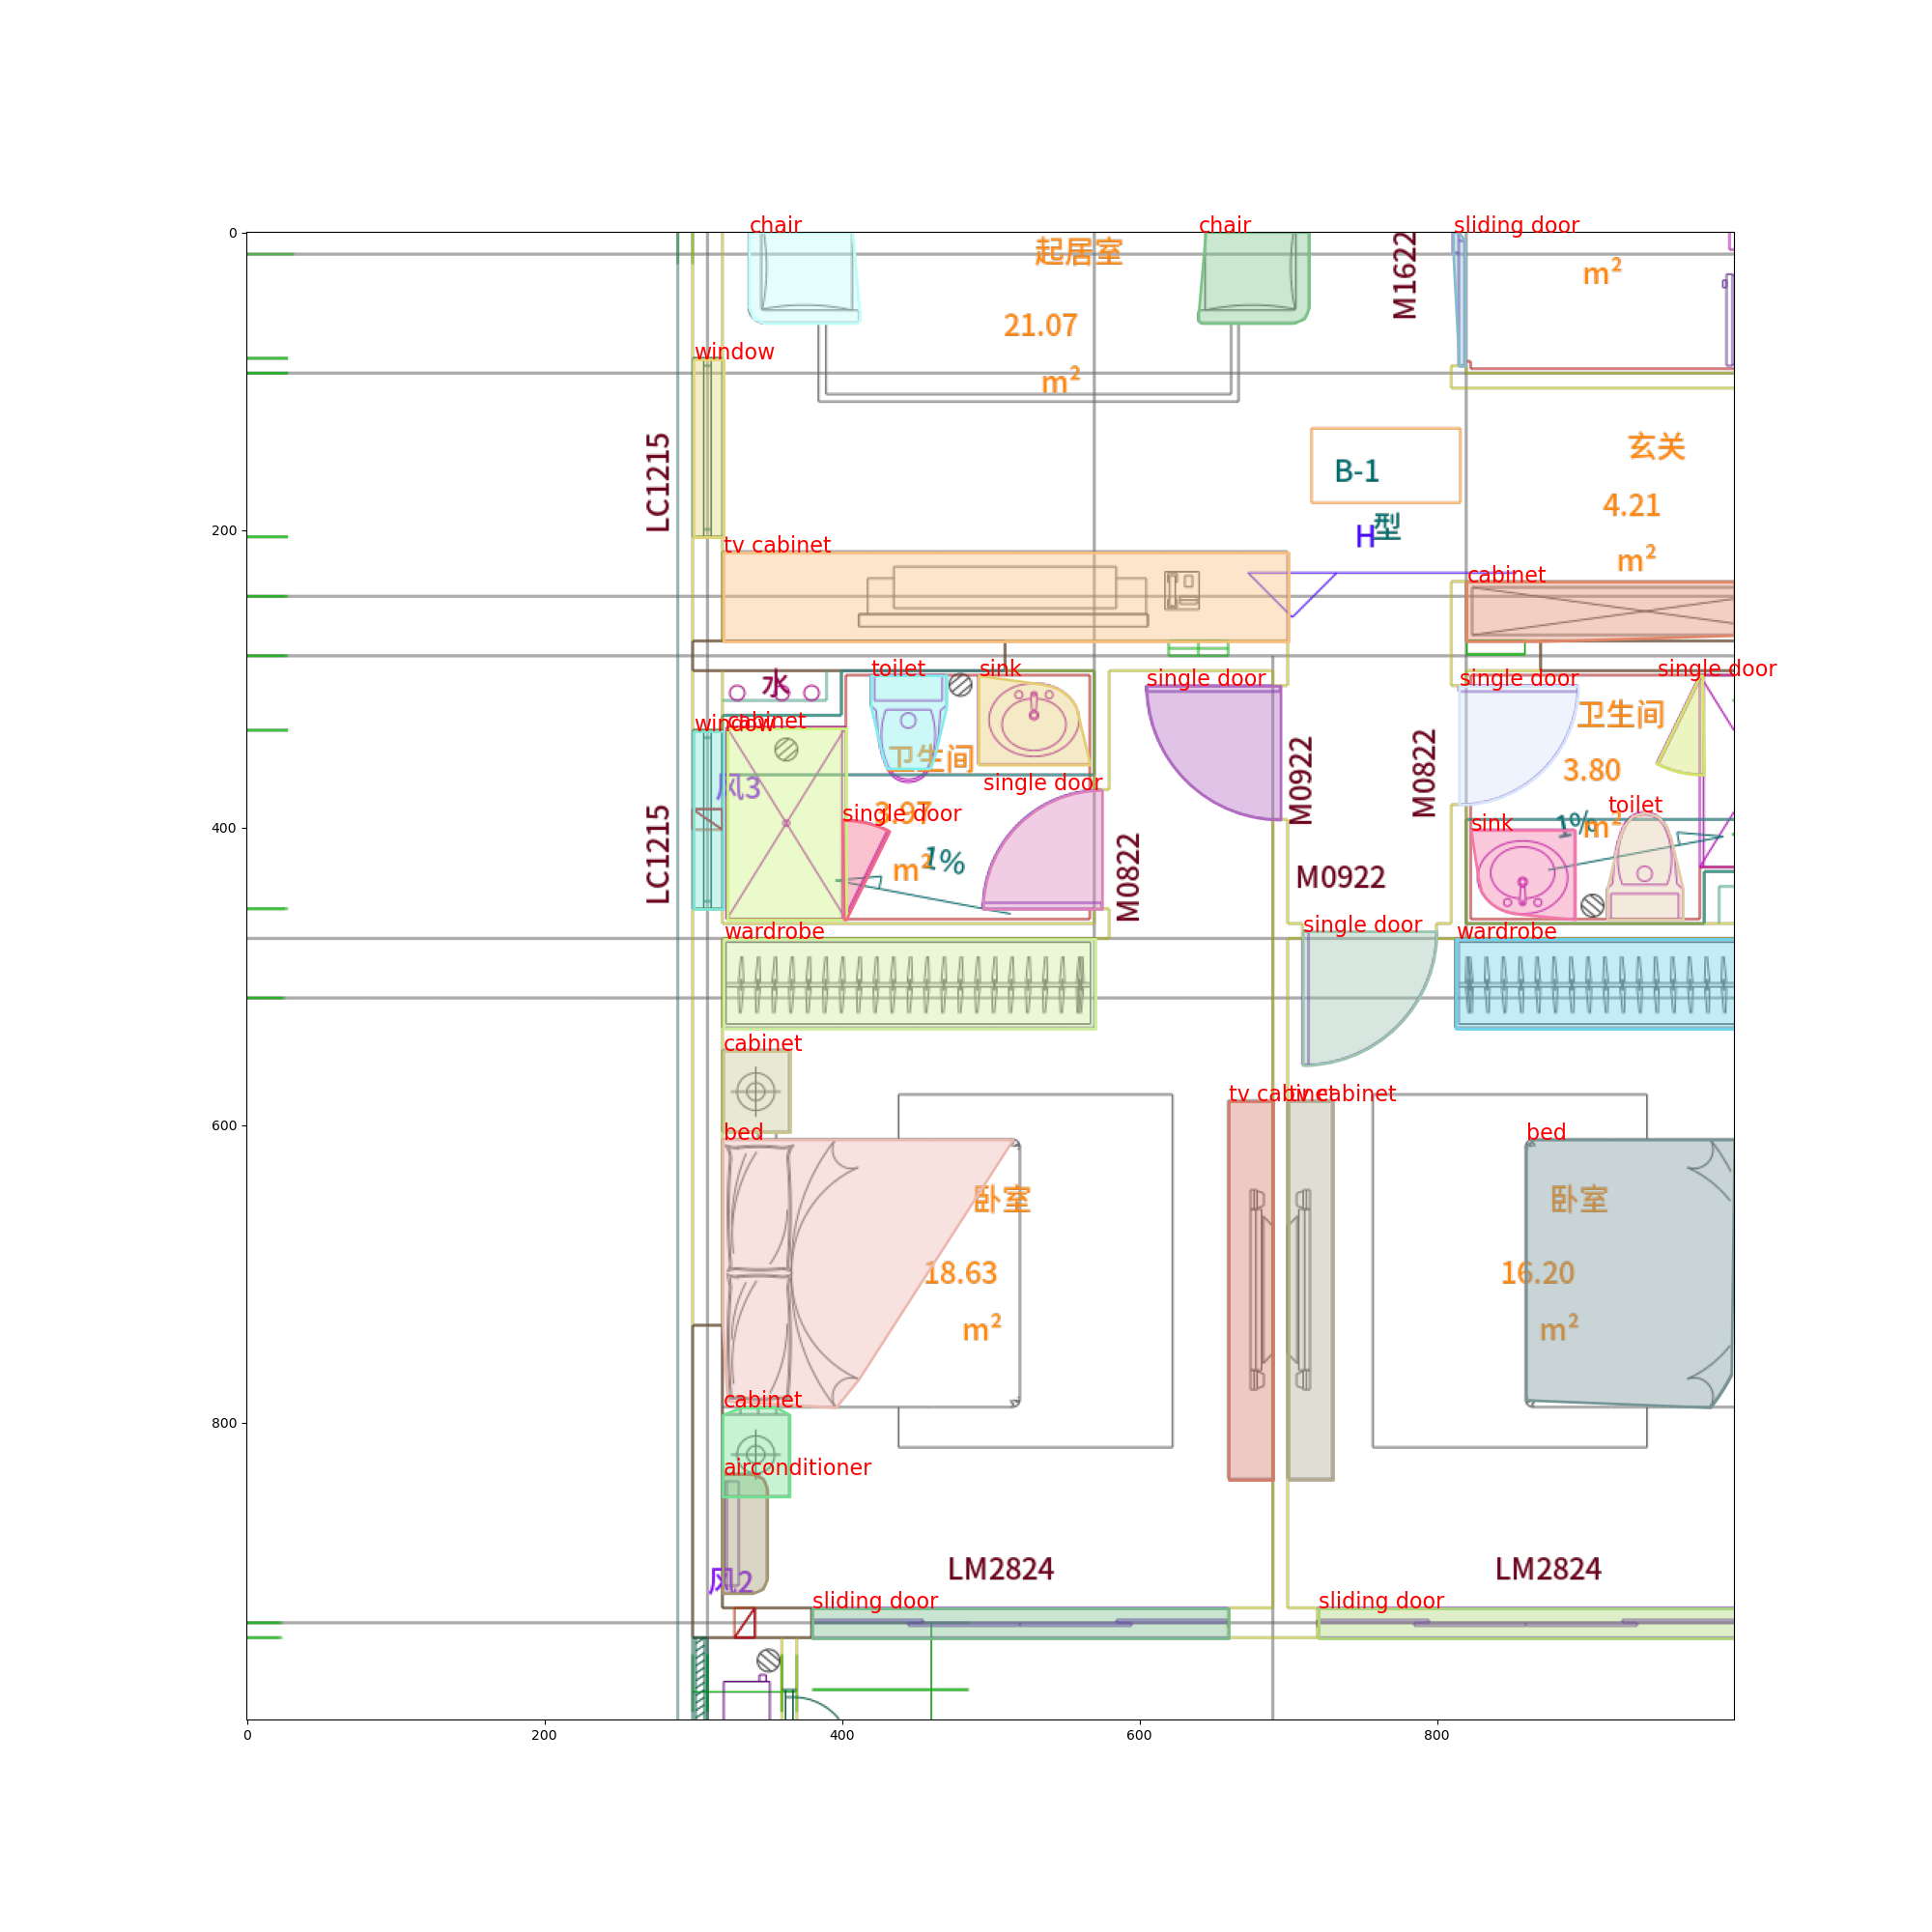 chair
chair
sliding door
起居室
21.07
m²
M1622
m²
window
LC1215
玄关
4.21
m²
B-1
型
H
tv cabinet
cabinet
水
toilet
sink
single door
single door
single door
window
cabinet
卫生间
风3
3.97
m²
1%
single door
single door
LC1215
M0822
M0922
M0822
M0922
卫生间
3.80
m²
1%
toilet
sink
wardrobe
single door
wardrobe
cabinet
tv cabinet
tv cabinet
bed
bed
卧室
18.63
m²
卧室
16.20
m²
cabinet
airconditioner
风2
LM2824
LM2824
sliding door
sliding door
0
200
400
600
800
0
200
400
600
800